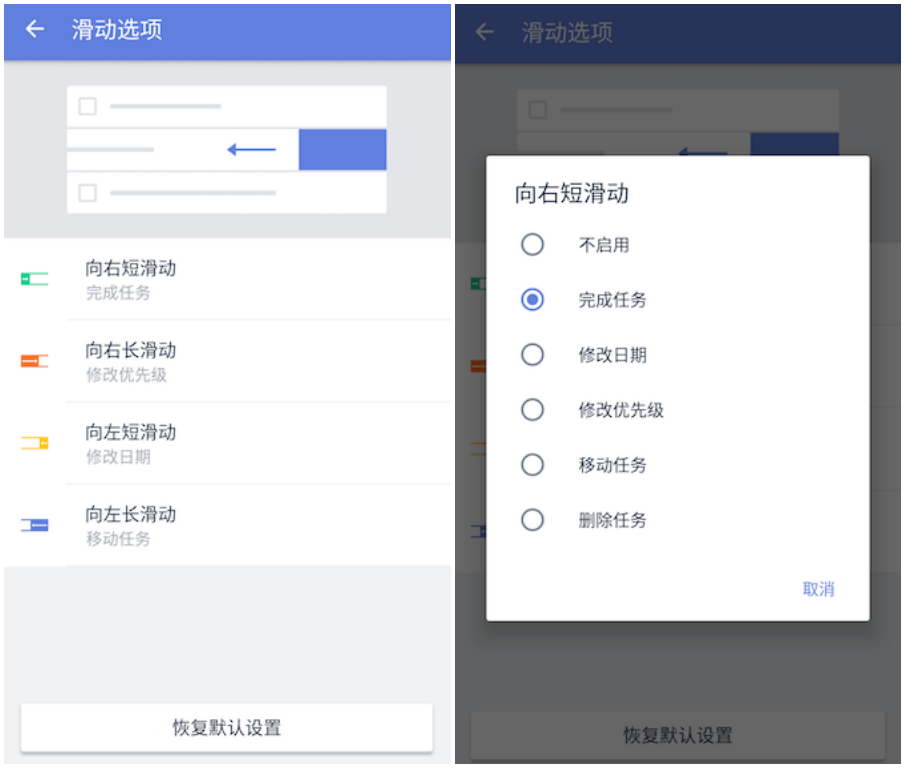 滑动选项
向右短滑动
完成任务
向右长滑动
修改优先级
向左短滑动
修改日期
向左长滑动
移动任务
恢复默认设置
滑动选项
向右短滑动
不启用
完成任务
修改日期
修改优先级
移动任务
删除任务
取消
恢复默认设置